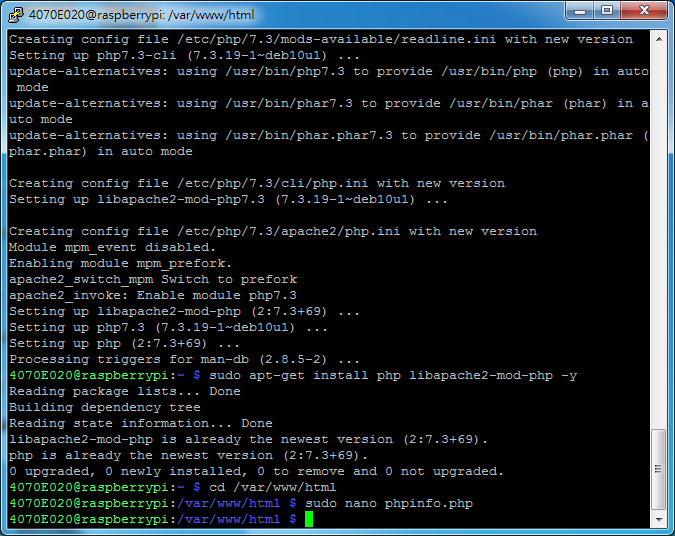 4070E020@raspberrypi: /var/www/html
Creating config file /etc/php/7.3/mods-available/readline.ini with new version
Setting up php7.3-cli (7.3.19-1~deb10u1) ...
update-alternatives: using /usr/bin/php7.3 to provide /usr/bin/php (php) in auto
 mode
update-alternatives: using /usr/bin/phar7.3 to provide /usr/bin/phar (phar) in a
uto mode
update-alternatives: using /usr/bin/phar.phar7.3 to provide /usr/bin/phar.phar (
phar.phar) in auto mode
Creating config file /etc/php/7.3/cli/php.ini with new version
Setting up libapache2-mod-php7.3 (7.3.19-1~deb10u1) ...
Creating config file /etc/php/7.3/apache2/php.ini with new version
Module mpm_event disabled.
Enabling module mpm_prefork.
apache2_switch_mpm Switch to prefork
apache2_invoke: Enable module php7.3
Setting up libapache2-mod-php (2:7.3+69) ...
Setting up php7.3 (7.3.19-1~deb10u1) ...
Setting up php (2:7.3+69) ...
Processing triggers for man-db (2.8.5-2) ...
4070E020@raspberrypi:~ $ sudo apt-get install php libapache2-mod-php -y
Reading package lists... Done
Building dependency tree
Reading state information... Done
libapache2-mod-php is already the newest version (2:7.3+69).
php is already the newest version (2:7.3+69).
0 upgraded, 0 newly installed, 0 to remove and 0 not upgraded.
4070E020@raspberrypi:~ $ cd /var/www/html
4070E020@raspberrypi:/var/www/html $ sudo nano phpinfo.php
4070E020@raspberrypi:/var/www/html $